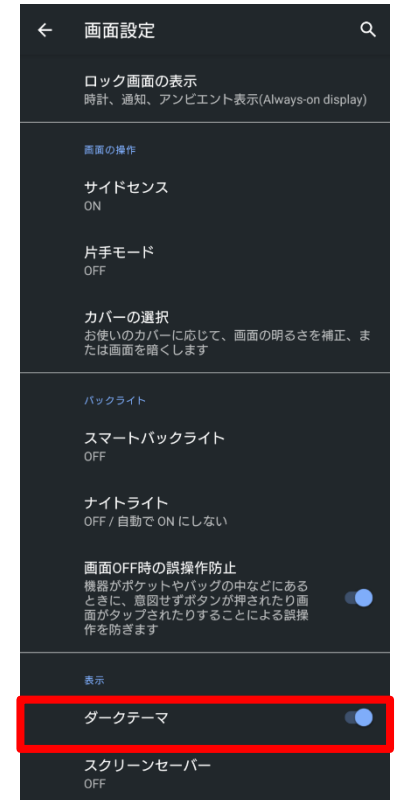 画面設定
ロック画面の表示
時計、通知、アンビエント表示(Always-on display)
画面の操作
サイドセンス
ON
片手モード
OFF
カバーの選択
お使いのカバーに応じて、画面の明るさを補正、ま
たは画面を暗くします
バックライト
スマートバックライト
OFF
ナイトライト
OFF / 自動で ON にしない
画面OFF時の誤操作防止
機器がポケットやバッグの中などにある
ときに、意図せずボタンが押されたり画
面がタップされたりすることによる誤操
作を防ぎます
表示
ダークテーマ
スクリーンセーバー
OFF